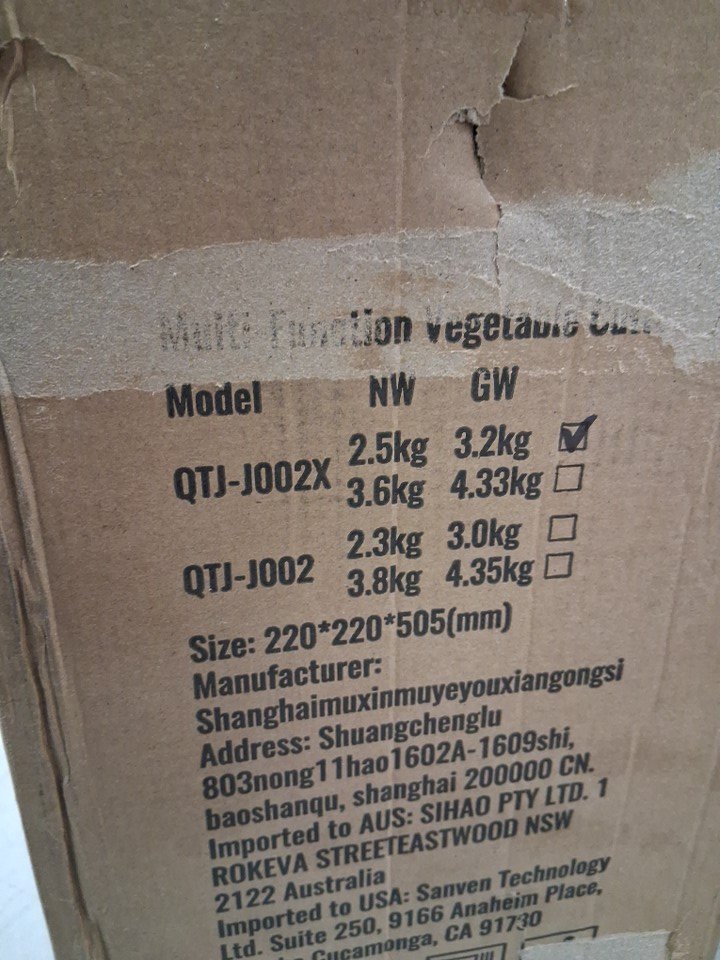 Multi Function Vegetable
Model NW GW
QTJ-J002X 2.5kg 3.2kg ☑
3.6kg 4.33kg ☐
QTJ-J002 2.3kg 3.0kg ☐
3.8kg 4.35kg ☐
Size: 220*220*505(mm)
Manufacturer:
Shanghaimuxinmuyeyouxiangongsi
Address: Shuangchenglu
803nong11hao1602A-1609shi,
baoshanqu, shanghai 200000 CN.
Imported to AUS: SIHAO PTY LTD. 1
ROKEVA STREETEASTWOOD NSW
2122 Australia
Imported to USA: Sanven Technology
Ltd. Suite 250, 9166 Anaheim Place,
Cucamonga, CA 91730